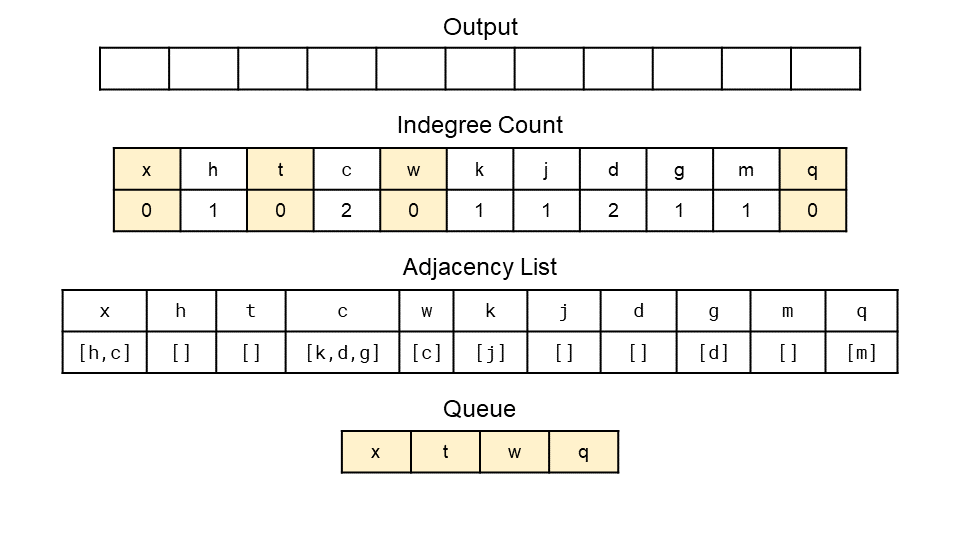 Output
Indegree Count
x h t c w k j d g m q
0 1 0 2 0 1 1 2 1 1 0
Adjacency List
x h t c w k j d g m q
[h,c] [] [] [k,d,g] [c] [j] [] [] [d] [] [m]
Queue
x t w q